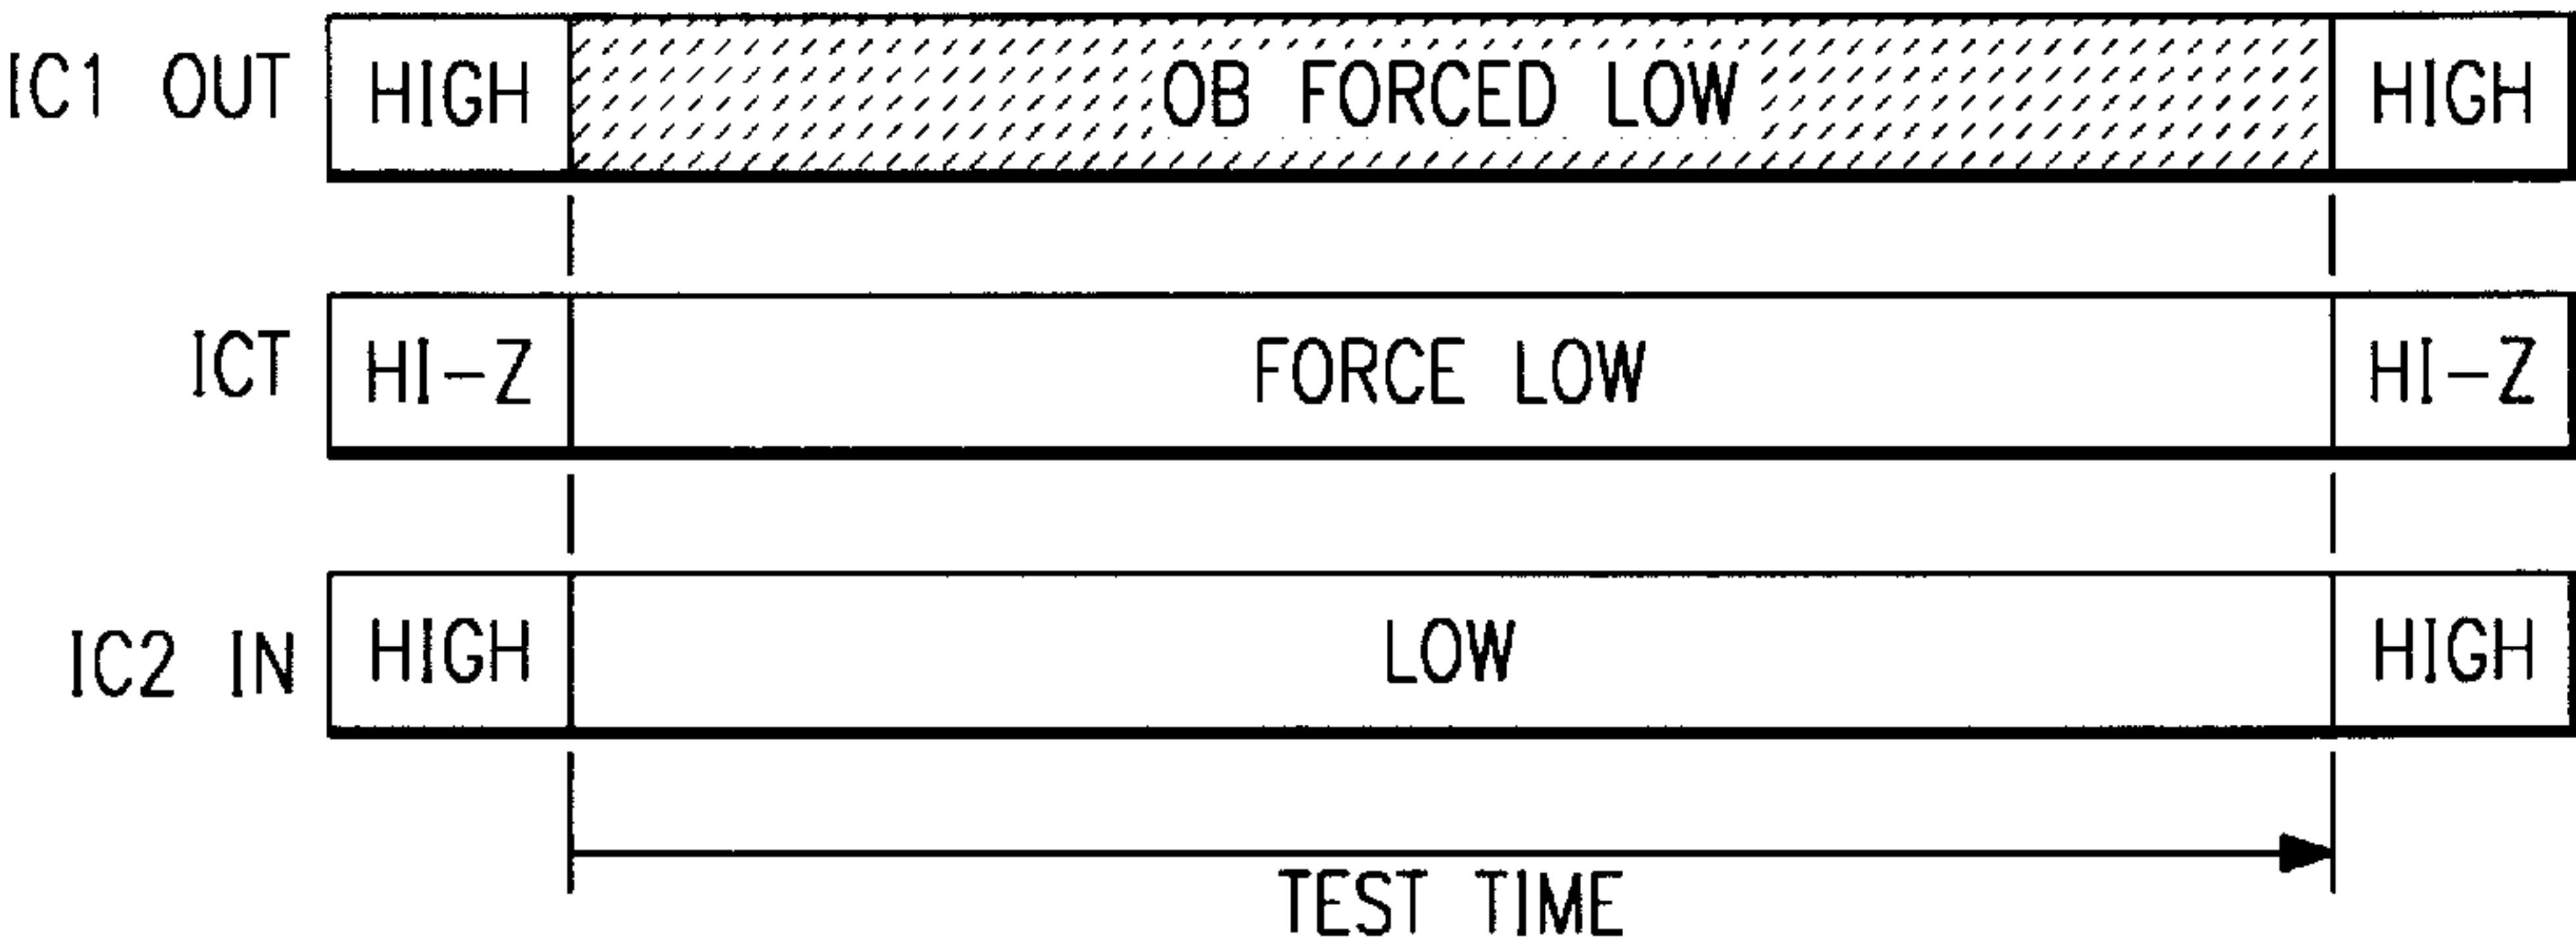 IC1 OUT HIGH OB FORCED LOW HIGH
ICT HI-Z FORCE LOW HI-Z
IC2 IN HIGH LOW HIGH
TEST TIME